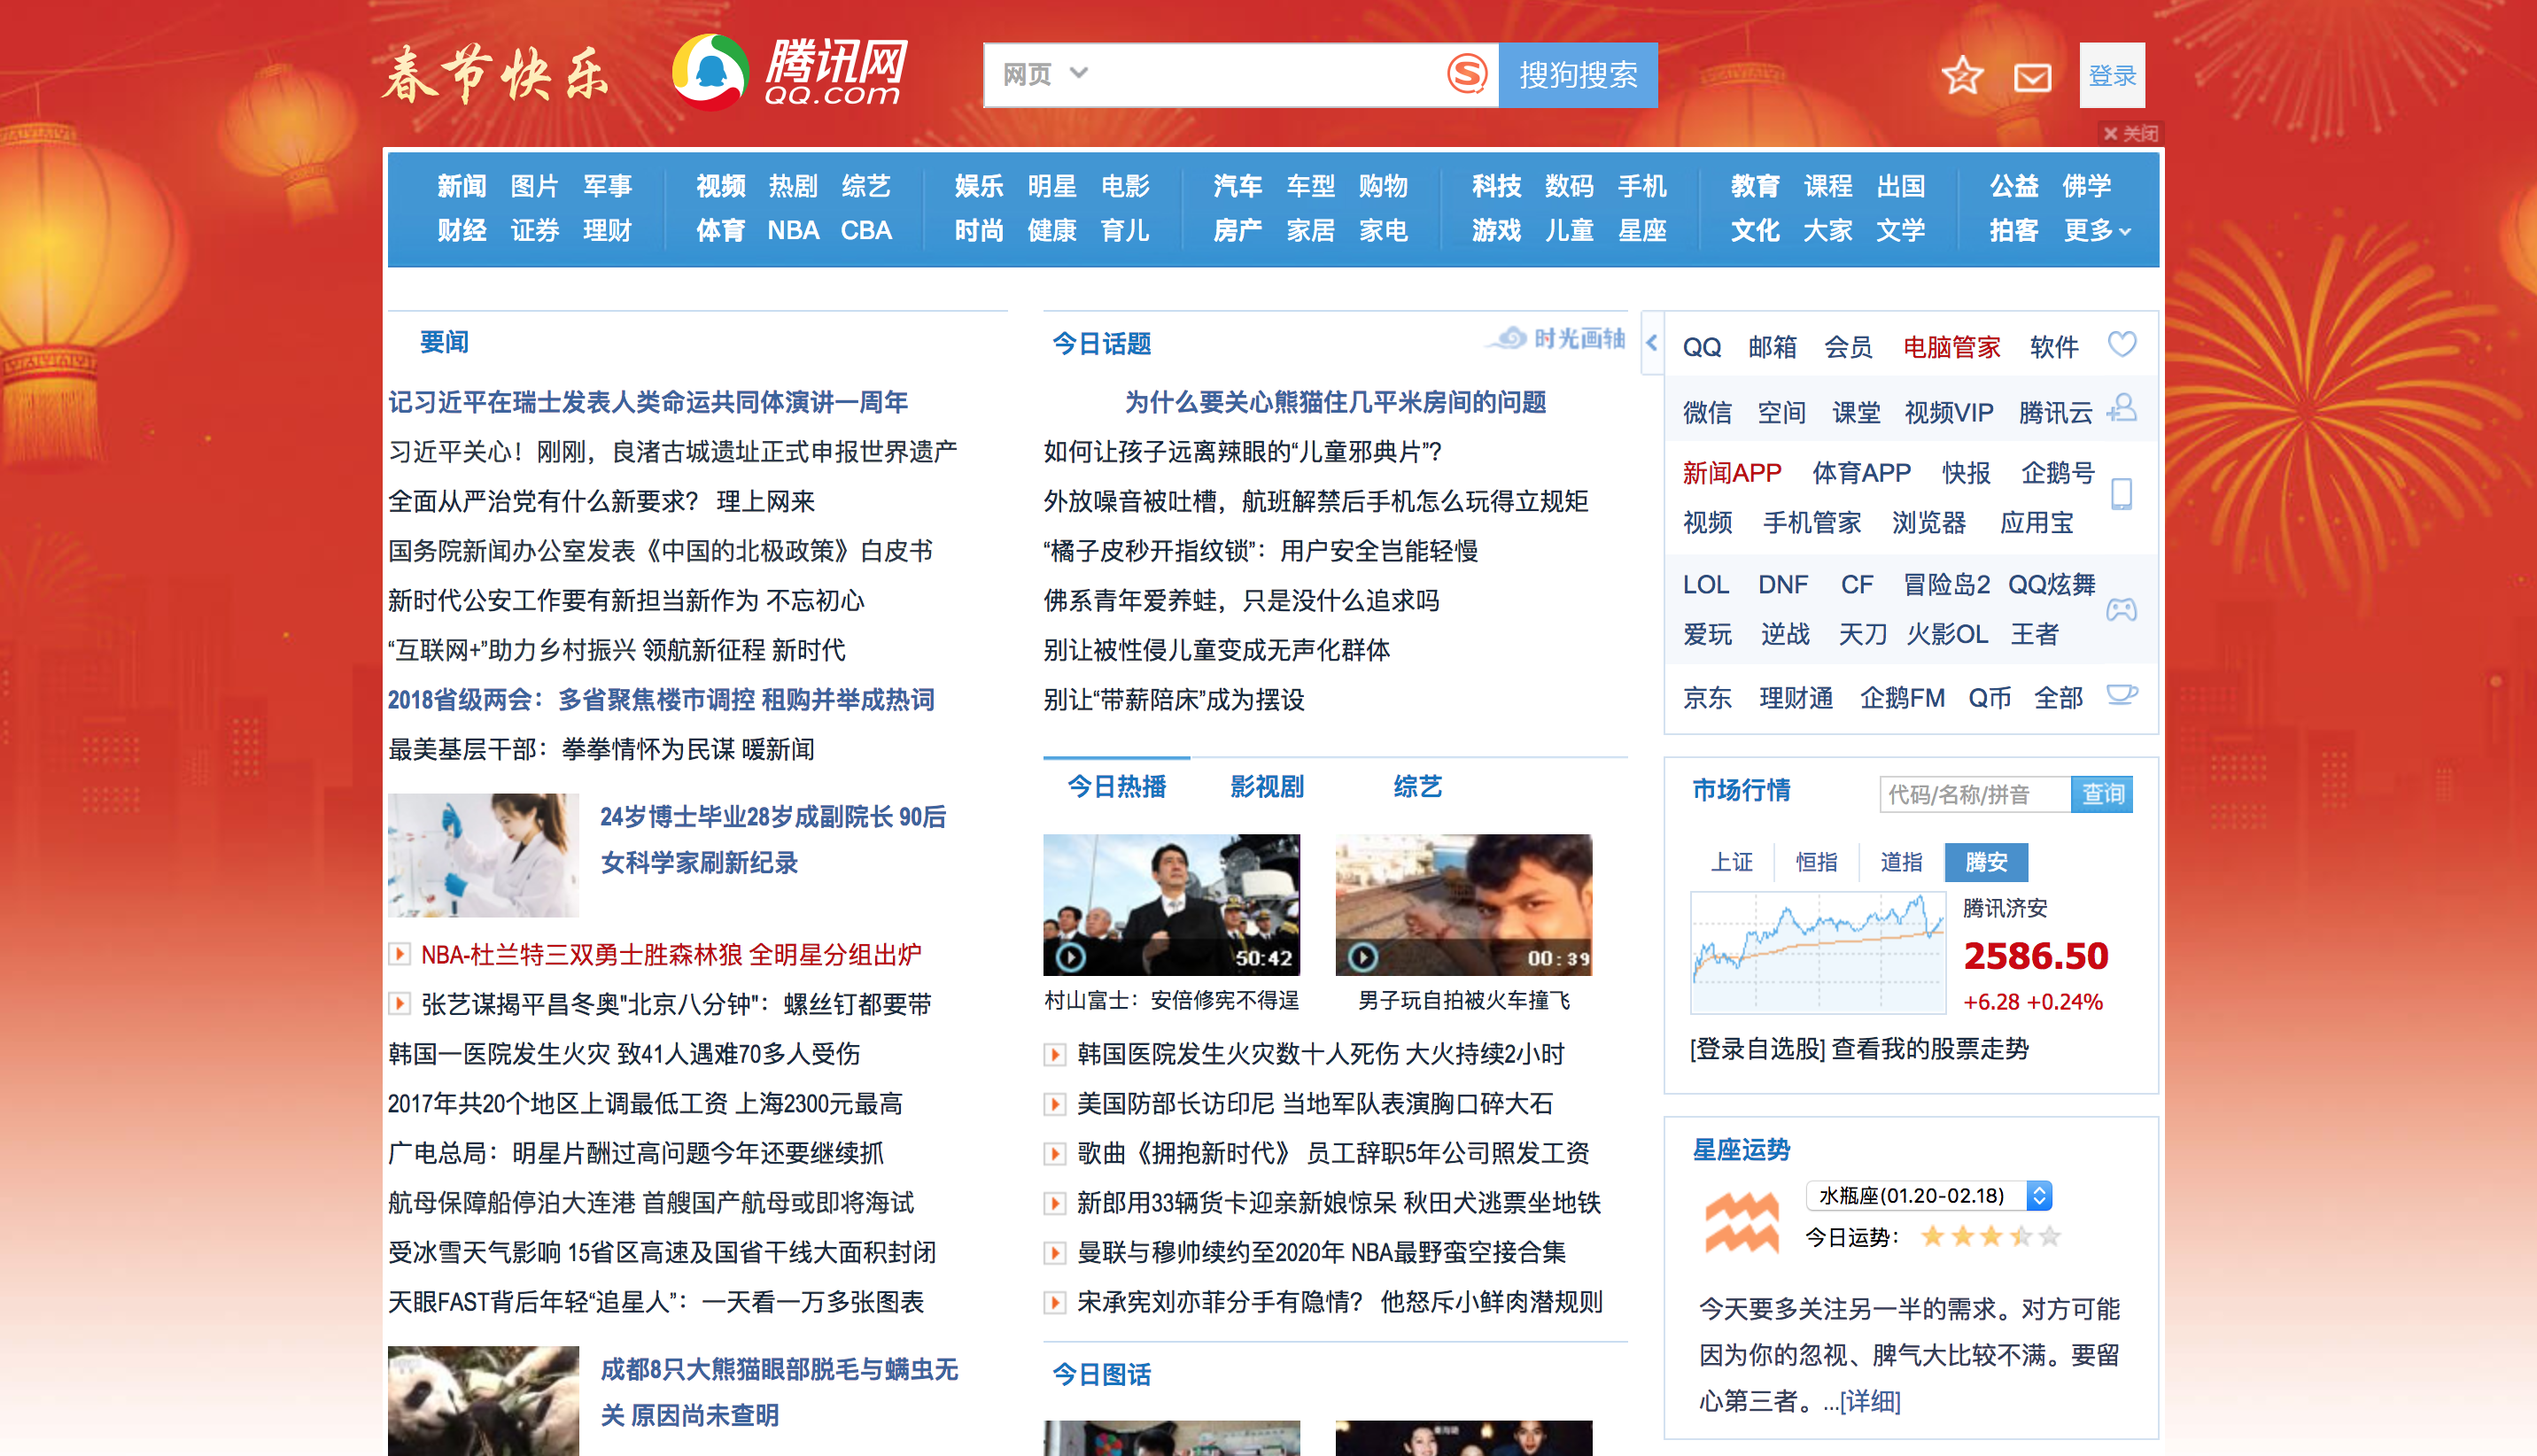 春节快乐
腾讯网
QQ.com
网页
搜狗搜索
登录
关闭
新闻 图片 军事 视频 热剧 综艺 娱乐 明星 电影 汽车 车型 购物 科技 数码 手机 教育 课程 出国 公益 佛学
财经 证券 理财 体育 NBA CBA 时尚 健康 育儿 房产 家居 家电 游戏 儿童 星座 文化 大家 文学 拍客 更多
要闻
记习近平在瑞士发表人类命运共同体演讲一周年
习近平关心！刚刚，良渚古城遗址正式申报世界遗产
全面从严治党有什么新要求？ 理上网来
国务院新闻办公室发表《中国的北极政策》白皮书
新时代公安工作要有新担当新作为 不忘初心
“互联网+”助力乡村振兴 领航新征程 新时代
2018省级两会：多省聚焦楼市调控 租购并举成热词
最美基层干部：拳拳情怀为民谋 暖新闻
24岁博士毕业28岁成副院长 90后
女科学家刷新纪录
NBA-杜兰特三双勇士胜森林狼 全明星分组出炉
张艺谋揭平昌冬奥"北京八分钟"：螺丝钉都要带
韩国一医院发生火灾 致41人遇难70多人受伤
2017年共20个地区上调最低工资 上海2300元最高
广电总局：明星片酬过高问题今年还要继续抓
航母保障船停泊大连港 首艘国产航母或即将海试
受冰雪天气影响 15省区高速及国省干线大面积封闭
天眼FAST背后年轻“追星人”：一天看一万多张图表
成都8只大熊猫眼部脱毛与螨虫无
关 原因尚未查明
今日话题
时光画轴
为什么要关心熊猫住几平米房间的问题
如何让孩子远离辣眼的“儿童邪典片”？
外放噪音被吐槽，航班解禁后手机怎么玩得立规矩
“橘子皮秒开指纹锁”：用户安全岂能轻慢
佛系青年爱养蛙，只是没什么追求吗
别让被性侵儿童变成无声化群体
别让“带薪陪床”成为摆设
今日热播 影视剧 综艺
50:42
00:39
村山富士：安倍修宪不得逞
男子玩自拍被火车撞飞
韩国医院发生火灾数十人死伤 大火持续2小时
美国防部长访印尼 当地军队表演胸口碎大石
歌曲《拥抱新时代》 员工辞职5年公司照发工资
新郎用33辆货卡迎亲新娘惊呆 秋田犬逃票坐地铁
曼联与穆帅续约至2020年 NBA最野蛮空接合集
宋承宪刘亦菲分手有隐情？ 他怒斥小鲜肉潜规则
今日图话
QQ 邮箱 会员 电脑管家 软件
微信 空间 课堂 视频VIP 腾讯云
新闻APP 体育APP 快报 企鹅号
视频 手机管家 浏览器 应用宝
LOL DNF CF 冒险岛2 QQ炫舞
爱玩 逆战 天刀 火影OL 王者
京东 理财通 企鹅FM Q币 全部
市场行情
代码/名称/拼音
查询
上证 恒指 道指 腾安
腾讯济安
2586.50
+6.28 +0.24%
[登录自选股] 查看我的股票走势
星座运势
水瓶座(01.20-02.18)
今日运势：
今天要多关注另一半的需求。对方可能
因为你的忽视、脾气大比较不满。要留
心第三者。...[详细]